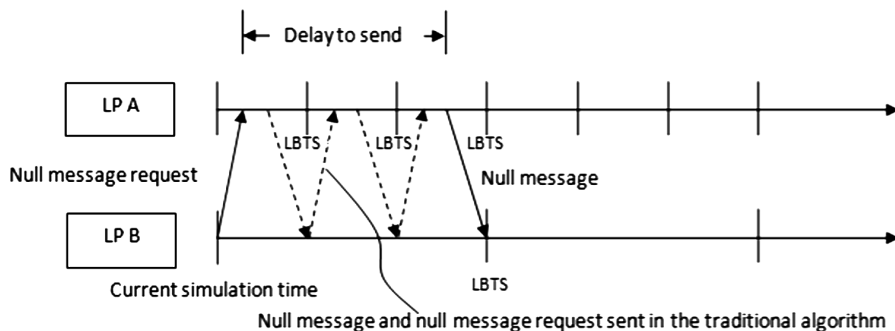 Delay to send
LP A
LBTS
LBTS
LBTS
Null message request
Null message
LP B
Current simulation time
LBTS
Null message and null message request sent in the traditional algorithm